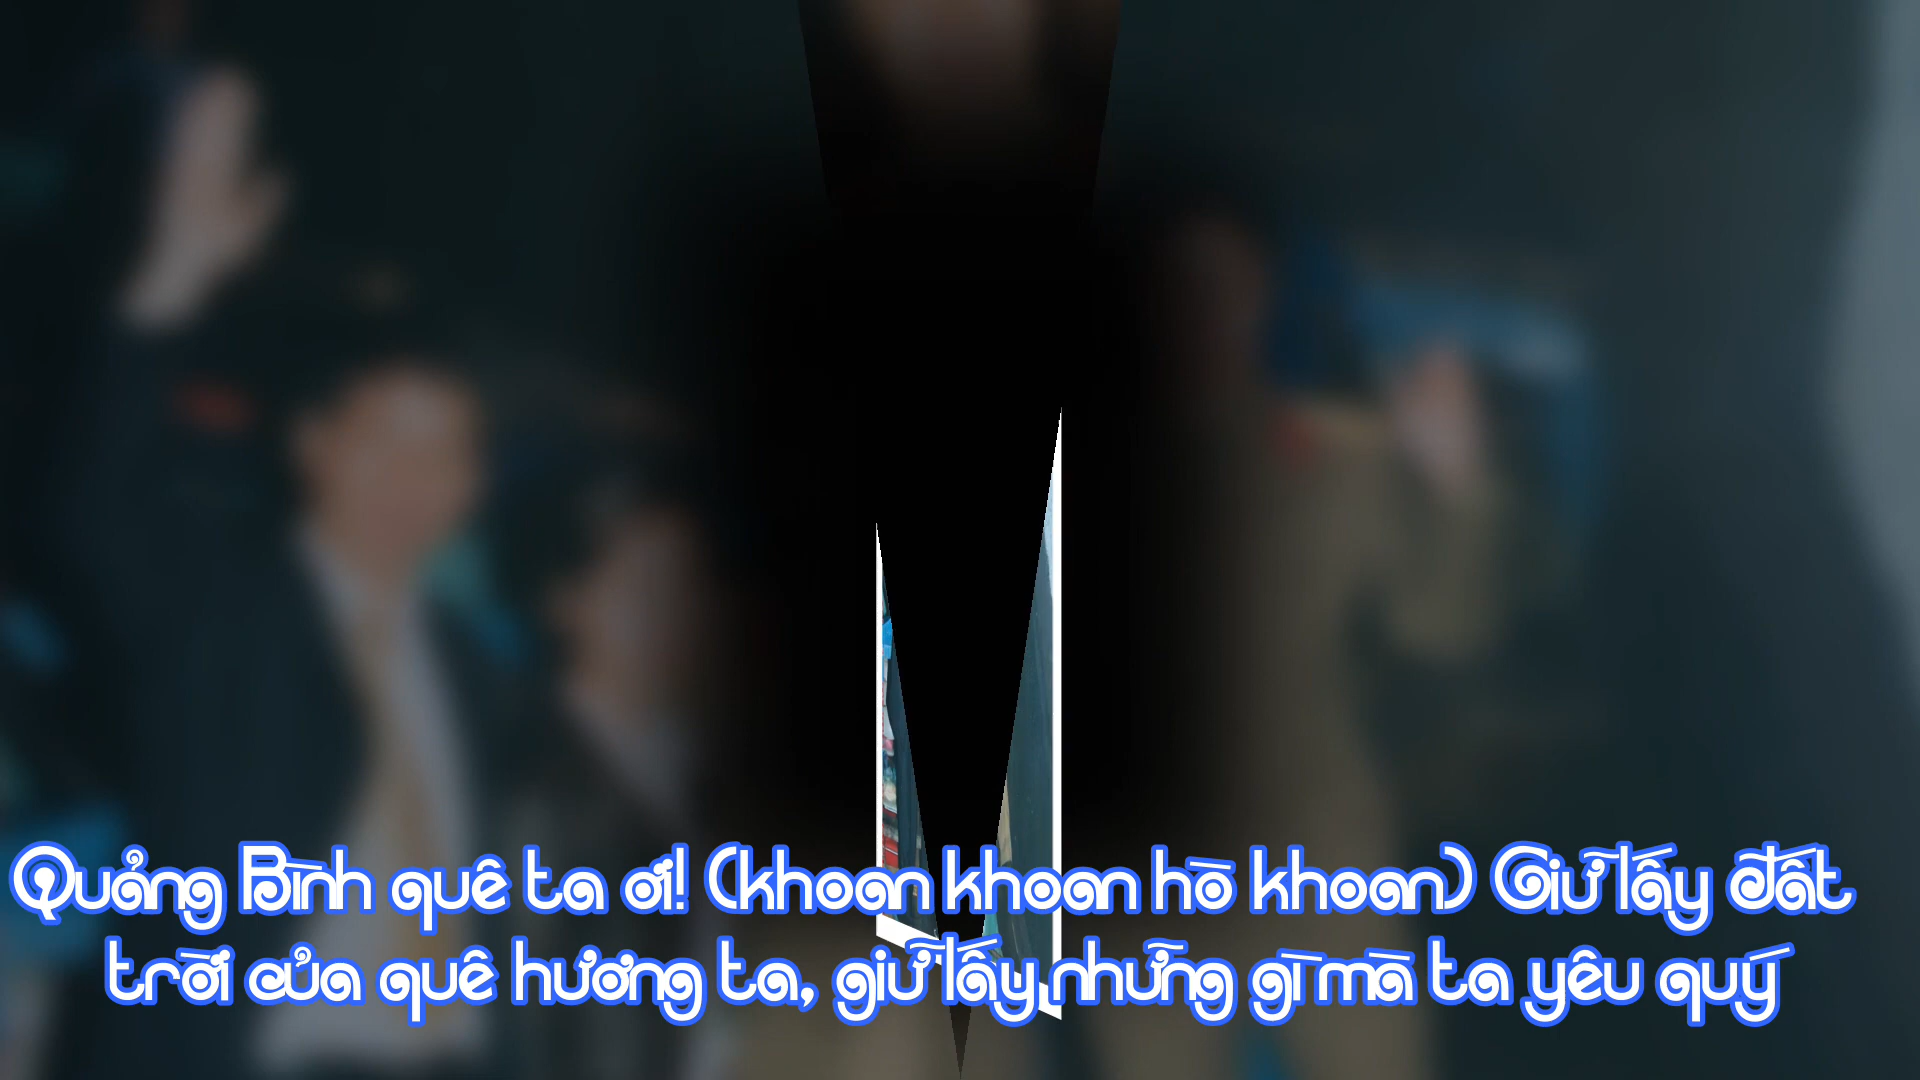 Quảng Bình quê ta ơi! (khoan khoan hò khoan) Giữ lấy đất
trời của quê hương ta, giữ lấy những gì mà ta yêu quý